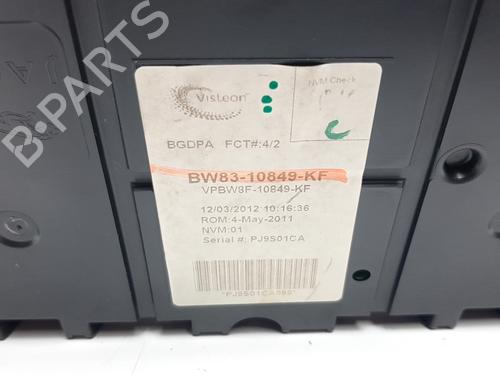 B-PARTS
JA
Visteon
NVM Check
BGDPA FCT#:4/2
BW83-10849-KF
VPBW8F-10849-KF
12/03/2012 10:16:36
ROM:4-May-2011
NVM:01
Serial #: PJ9S01CA